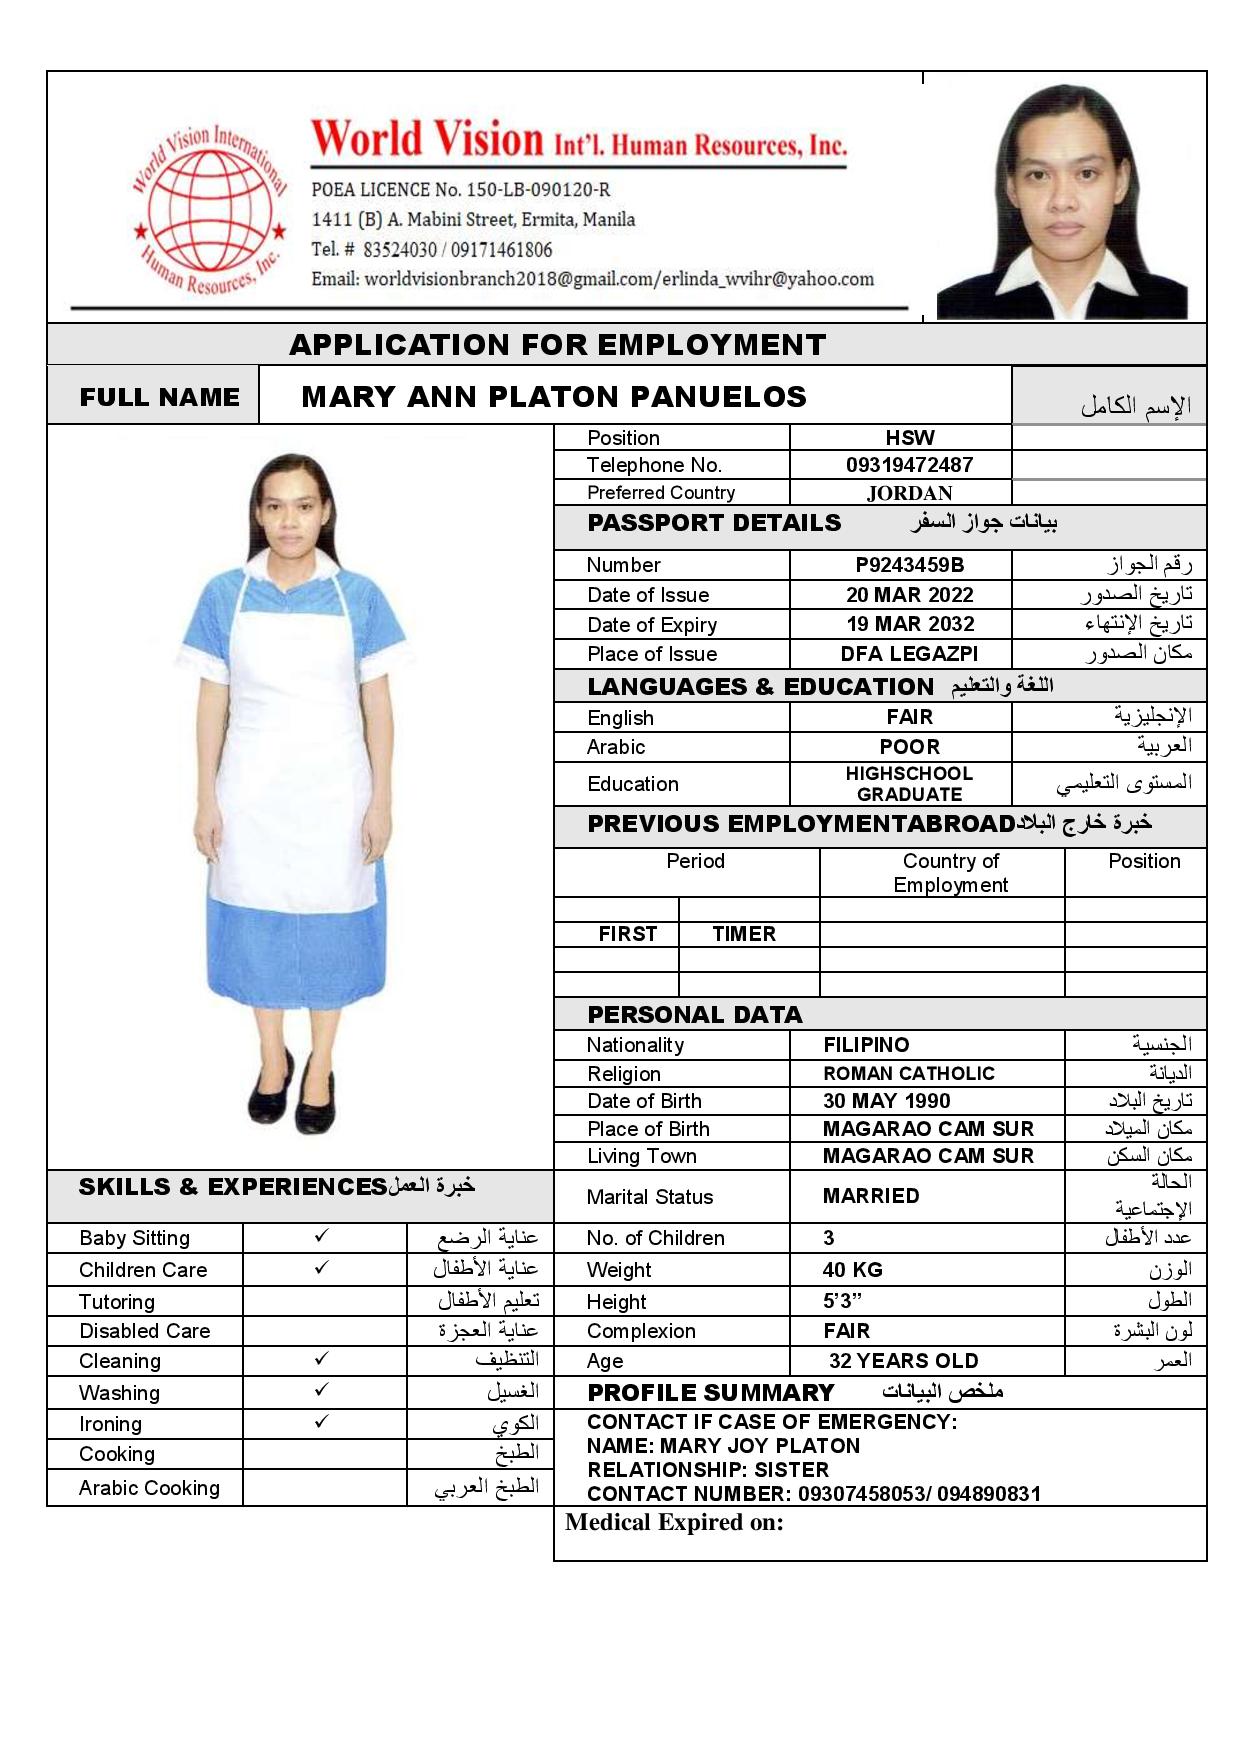 World Vision International
Human Resources, Inc.
World Vision Int'l. Human Resources, Inc.
POEA LICENCE No. 150-LB-090120-R
1411 (B) A. Mabini Street, Ermita, Manila
Tel. # 83524030 / 09171461806
Email: worldvisionbranch2018@gmail.com/erlinda_wvihr@yahoo.com
APPLICATION FOR EMPLOYMENT
FULL NAME MARY ANN PLATON PANUELOS الإسم الكامل
Position HSW
Telephone No. 09319472487
Preferred Country JORDAN
PASSPORT DETAILS بيانات جواز السفر
Number P9243459B رقم الجواز
Date of Issue 20 MAR 2022 تاريخ الصدور
Date of Expiry 19 MAR 2032 تاريخ الإنتهاء
Place of Issue DFA LEGAZPI مكان الصدور
LANGUAGES & EDUCATION اللغة والتعليم
English FAIR الإنجليزية
Arabic POOR العربية
Education HIGHSCHOOL GRADUATE المستوى التعليمي
PREVIOUS EMPLOYMENTABROAD خبرة خارج البلاد
Period Country of Employment Position
FIRST TIMER
PERSONAL DATA
Nationality FILIPINO الجنسية
Religion ROMAN CATHOLIC الديانة
Date of Birth 30 MAY 1990 تاريخ البلاد
Place of Birth MAGARAO CAM SUR مكان الميلاد
Living Town MAGARAO CAM SUR مكان السكن
Marital Status MARRIED الحالة الإجتماعية
No. of Children 3 عدد الأطفال
Weight 40 KG الوزن
Height 5'3” الطول
Complexion FAIR لون البشرة
Age 32 YEARS OLD العمر
SKILLS & EXPERIENCES خبرة العمل
Baby Sitting ✓ عناية الرضع
Children Care ✓ عناية الأطفال
Tutoring تعليم الأطفال
Disabled Care عناية العجزة
Cleaning ✓ التنظيف
Washing ✓ الغسيل
Ironing ✓ الكوي
Cooking الطبخ
Arabic Cooking الطبخ العربي
PROFILE SUMMARY ملخص البيانات
CONTACT IF CASE OF EMERGENCY:
NAME: MARY JOY PLATON
RELATIONSHIP: SISTER
CONTACT NUMBER: 09307458053/ 094890831
Medical Expired on: